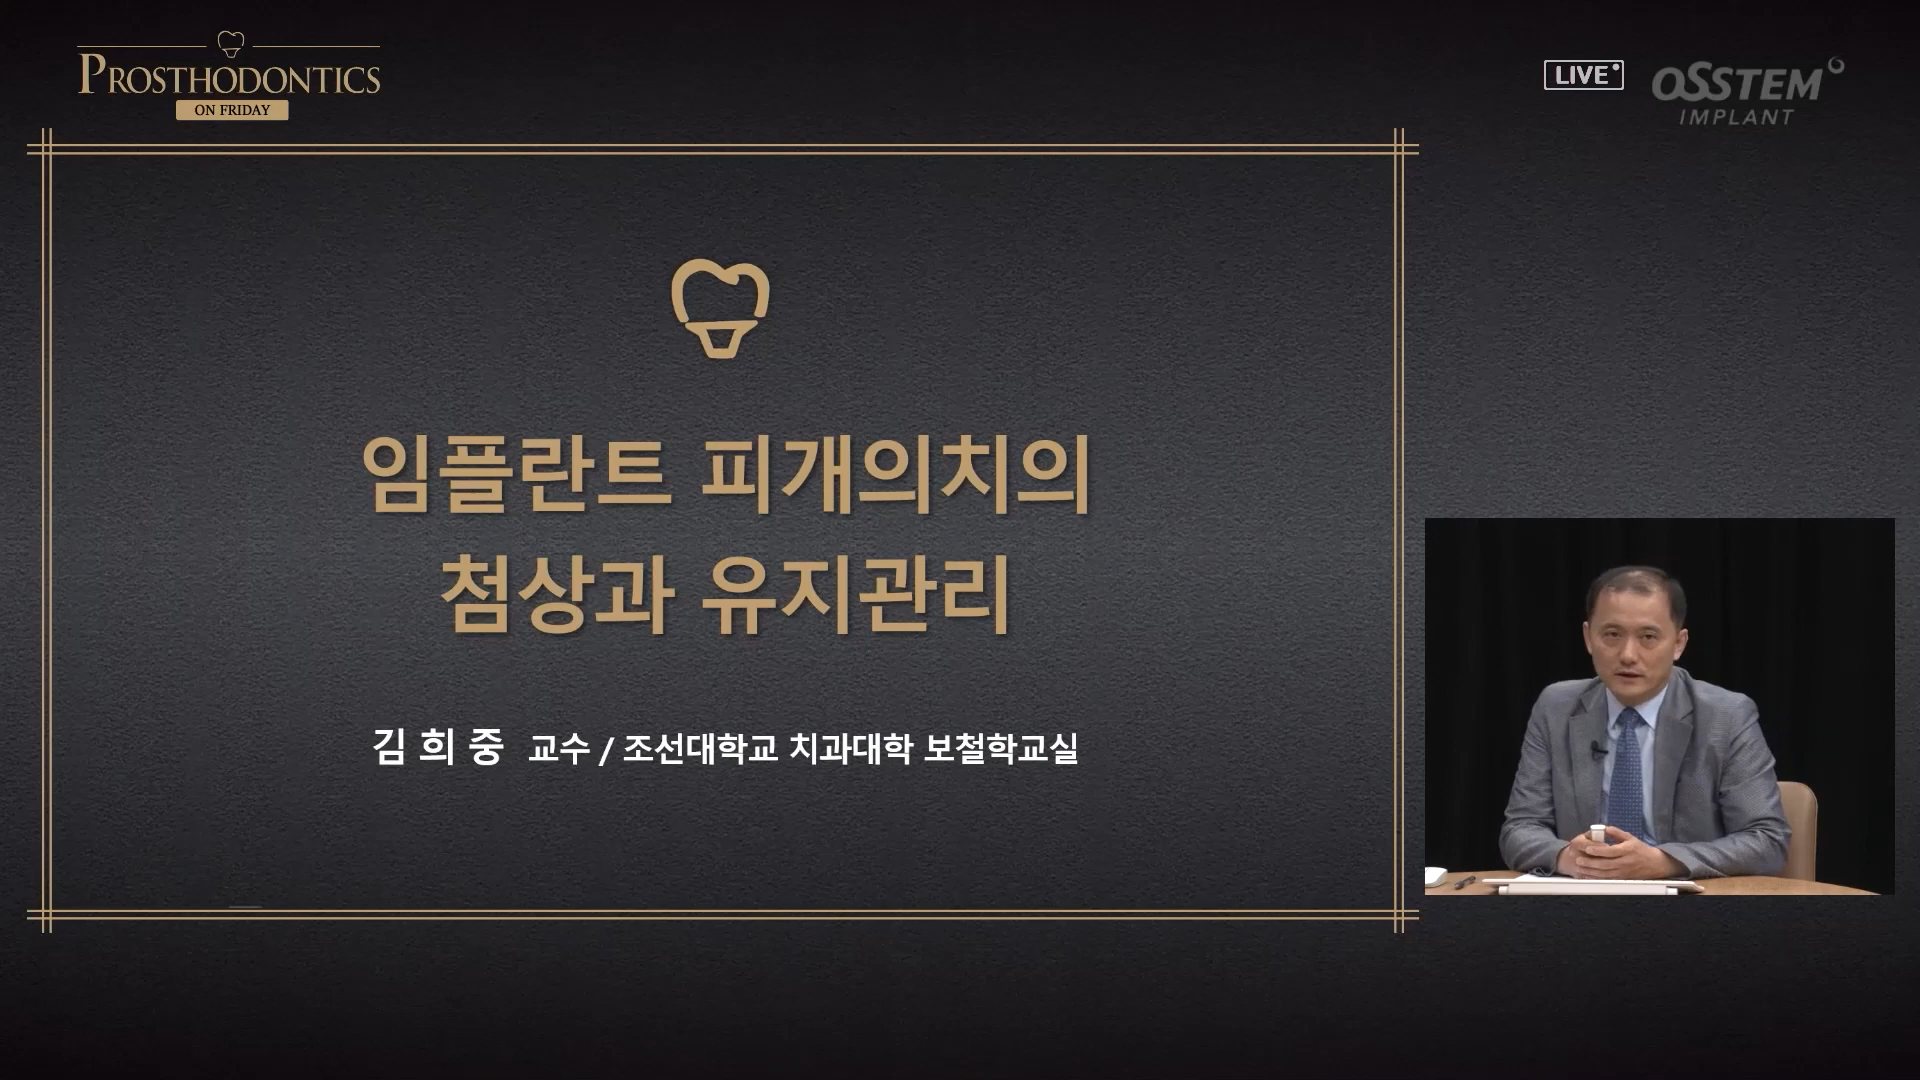 PROSTHODONTICS
ON FRIDAY
LIVE
OSSTEM
IMPLANT
임플란트 피개의치의
첨상과 유지관리
김 희 중 교수 / 조선대학교 치과대학 보철학교실